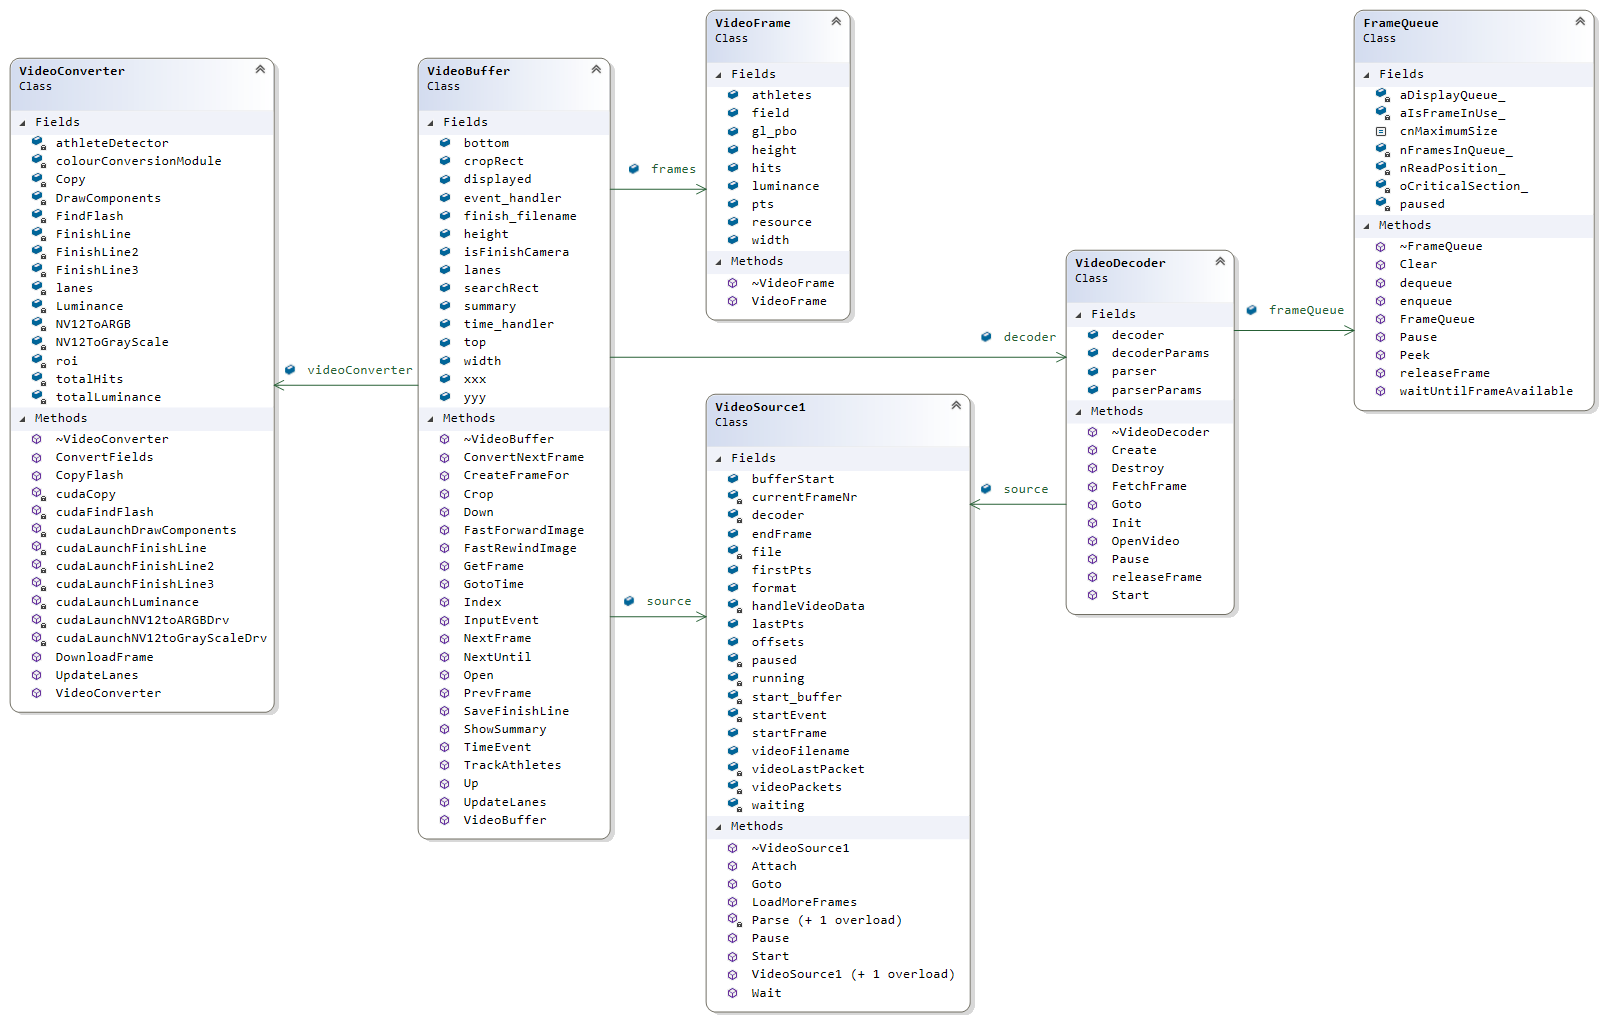 VideoConverter
Class
Fields
athleteDetector
colourConversionModule
Copy
DrawComponents
FindFlash
FinishLine
FinishLine2
FinishLine3
lanes
Luminance
NV12ToARGB
NV12ToGrayScale
roi
totalHits
totalLuminance
Methods
~VideoConverter
ConvertFields
CopyFlash
cudaCopy
cudaFindFlash
cudaLaunchDrawComponents
cudaLaunchFinishLine
cudaLaunchFinishLine2
cudaLaunchFinishLine3
cudaLaunchLuminance
cudaLaunchNV12toARGBDrv
cudaLaunchNV12toGrayScaleDrv
DownloadFrame
UpdateLanes
VideoConverter
videoConverter
VideoBuffer
Class
Fields
bottom
cropRect
displayed
event_handler
finish_filename
height
isFinishCamera
lanes
searchRect
summary
time_handler
top
width
xxx
yyy
Methods
~VideoBuffer
ConvertNextFrame
CreateFrameFor
Crop
Down
FastForwardImage
FastRewindImage
GetFrame
GotoTime
Index
InputEvent
NextFrame
NextUntil
Open
PrevFrame
SaveFinishLine
ShowSummary
TimeEvent
TrackAthletes
Up
UpdateLanes
VideoBuffer
frames
decoder
source
VideoFrame
Class
Fields
athletes
field
gl_pbo
height
hits
luminance
pts
resource
width
Methods
~VideoFrame
VideoFrame
VideoSource1
Class
Fields
bufferStart
currentFrameNr
decoder
endFrame
file
firstPts
format
handleVideoData
lastPts
offsets
paused
running
start_buffer
startEvent
startFrame
videoFilename
videoLastPacket
videoPackets
waiting
Methods
~VideoSource1
Attach
Goto
LoadMoreFrames
Parse (+ 1 overload)
Pause
Start
VideoSource1 (+ 1 overload)
Wait
source
VideoDecoder
Class
Fields
decoder
decoderParams
parser
parserParams
Methods
~VideoDecoder
Create
Destroy
FetchFrame
Goto
Init
OpenVideo
Pause
releaseFrame
Start
frameQueue
FrameQueue
Class
Fields
aDisplayQueue_
aIsFrameInUse_
cnMaximumSize
nFramesInQueue_
nReadPosition_
oCriticalSection_
paused
Methods
~FrameQueue
Clear
dequeue
enqueue
FrameQueue
Pause
Peek
releaseFrame
waitUntilFrameAvailable